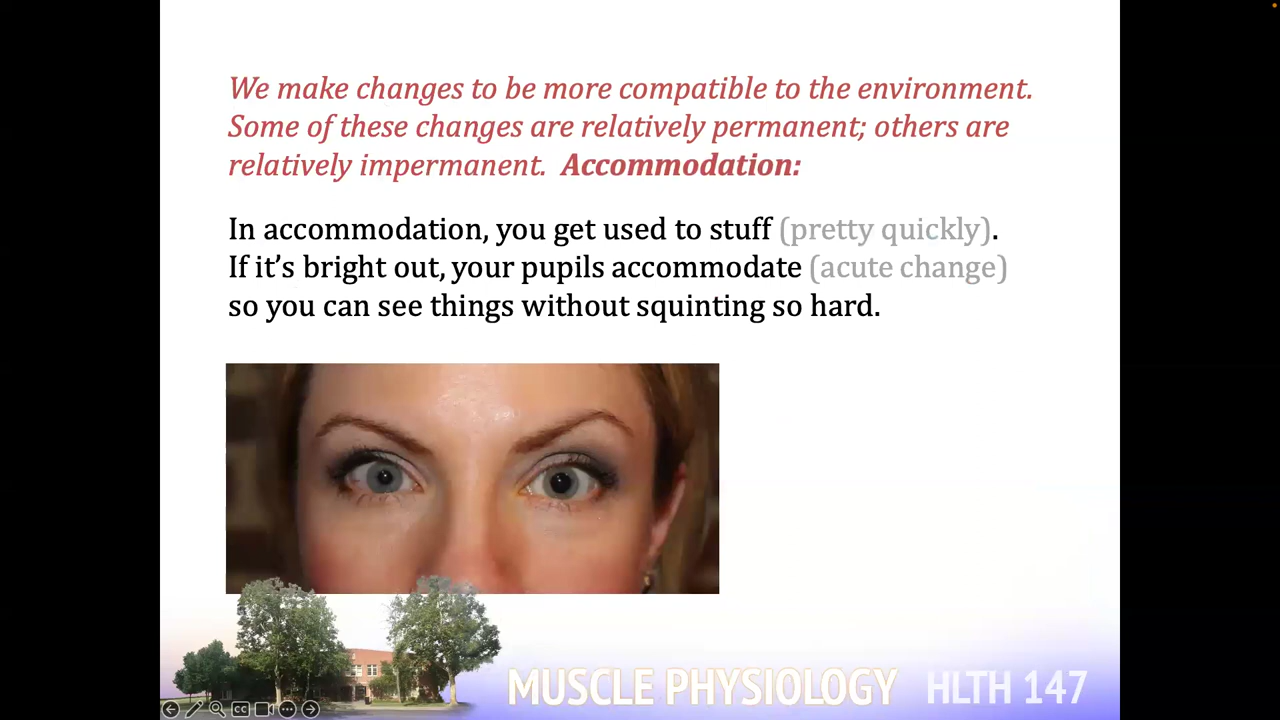 We make changes to be more compatible to the environment.
Some of these changes are relatively permanent; others are
relatively impermanent.  Accommodation:
In accommodation, you get used to stuff (pretty quickly).
If it’s bright out, your pupils accommodate (acute change)
so you can see things without squinting so hard.
MUSCLE PHYSIOLOGY HLTH 147
CC